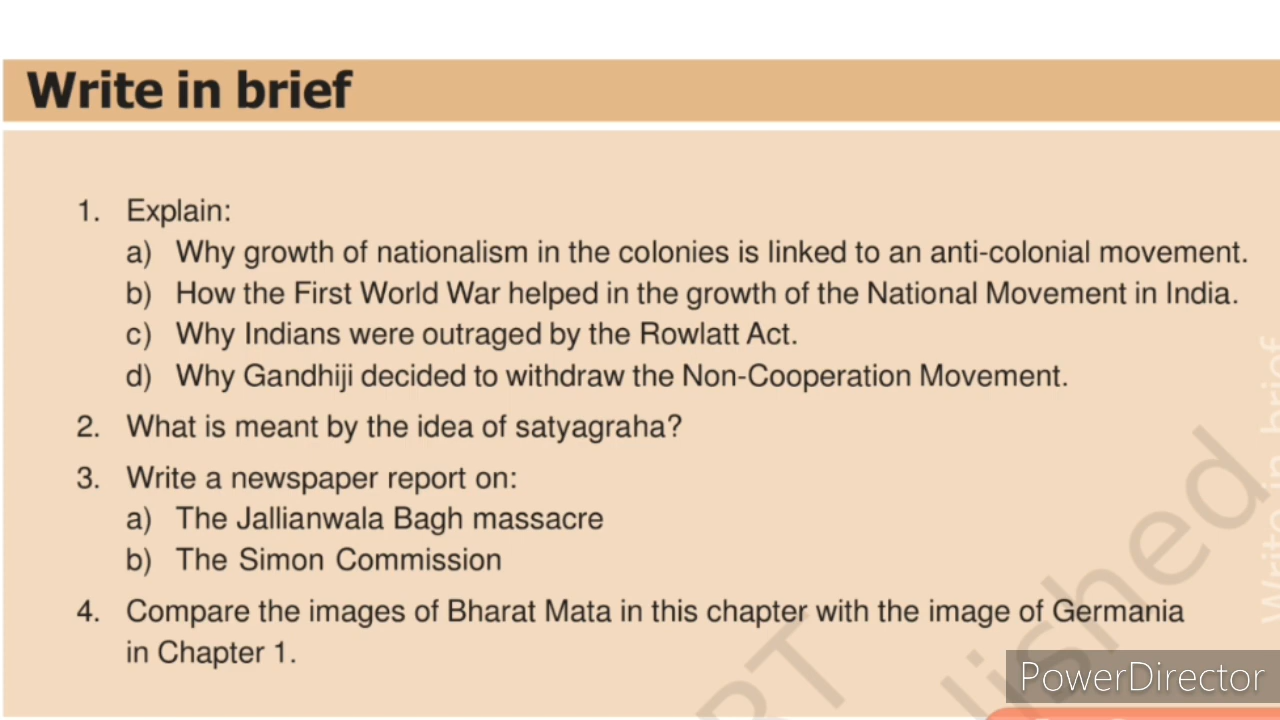 Write in brief
1. Explain:
a) Why growth of nationalism in the colonies is linked to an anti-colonial movement.
b) How the First World War helped in the growth of the National Movement in India.
c) Why Indians were outraged by the Rowlatt Act.
d) Why Gandhiji decided to withdraw the Non-Cooperation Movement.
2. What is meant by the idea of satyagraha?
3. Write a newspaper report on:
a) The Jallianwala Bagh massacre
b) The Simon Commission
4. Compare the images of Bharat Mata in this chapter with the image of Germania
in Chapter 1.
Write in brief
PowerDirector